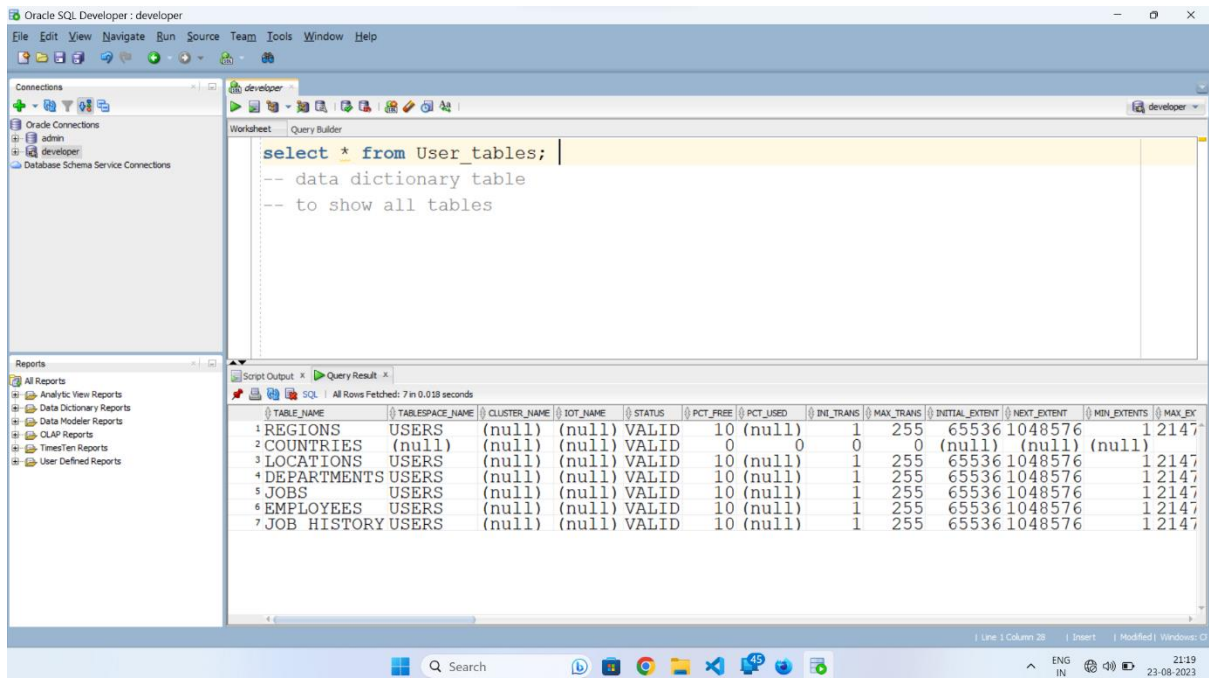 Oracle SQL Developer : developer
File Edit View Navigate Run Source Team Tools Window Help
Connections
Oracle Connections
admin
developer
Database Schema Service Connections
developer
developer
Worksheet Query Builder
select * from User_tables;
-- data dictionary table
-- to show all tables
Reports
All Reports
Analytic View Reports
Data Dictionary Reports
Data Modeler Reports
OLAP Reports
TimesTen Reports
User Defined Reports
Script Output x Query Result x
SQL | All Rows Fetched: 7 in 0.018 seconds
TABLE_NAME TABLESPACE_NAME CLUSTER_NAME IOT_NAME STATUS PCT_FREE PCT_USED INI_TRANS MAX_TRANS INITIAL_EXTENT NEXT_EXTENT MIN_EXTENTS MAX_EX
1 REGIONS USERS (null) (null) VALID 10 (null) 1 255 65536 1048576 1 2147
2 COUNTRIES (null) (null) (null) VALID 0 0 0 0 (null) (null) (null)
3 LOCATIONS USERS (null) (null) VALID 10 (null) 1 255 65536 1048576 1 2147
4 DEPARTMENTS USERS (null) (null) VALID 10 (null) 1 255 65536 1048576 1 2147
5 JOBS USERS (null) (null) VALID 10 (null) 1 255 65536 1048576 1 2147
6 EMPLOYEES USERS (null) (null) VALID 10 (null) 1 255 65536 1048576 1 2147
7 JOB HISTORY USERS (null) (null) VALID 10 (null) 1 255 65536 1048576 1 2147
| Line 1 Column 28 | Insert | Modified | Windows: C
Search
45
ENG
IN
21:19
23-08-2023